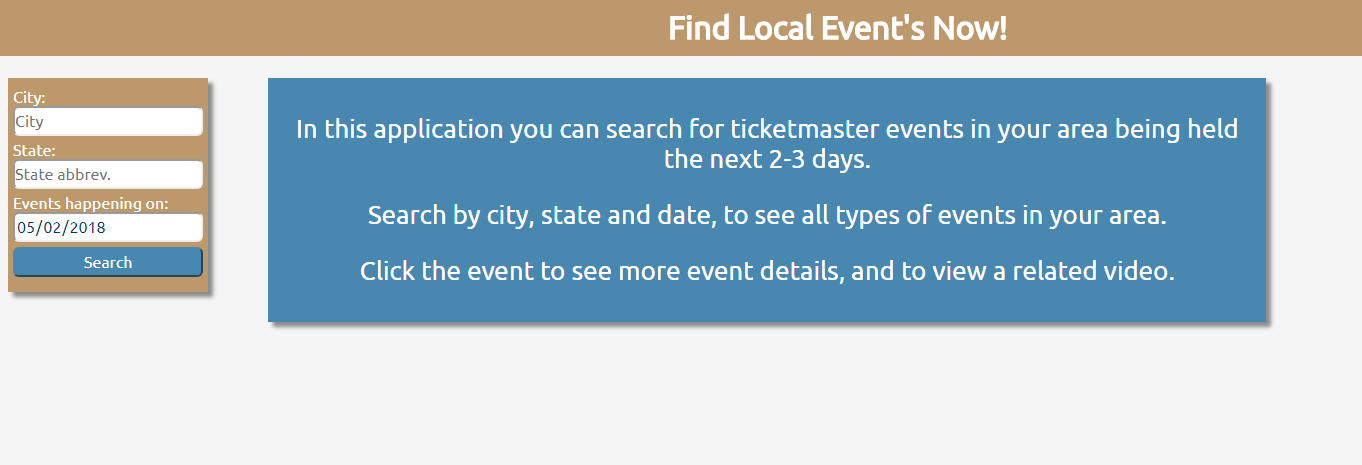 Find Local Event's Now!
City:
City
State:
State abbrev.
Events happening on:
05/02/2018
Search
In this application you can search for ticketmaster events in your area being held
the next 2-3 days.
Search by city, state and date, to see all types of events in your area.
Click the event to see more event details, and to view a related video.